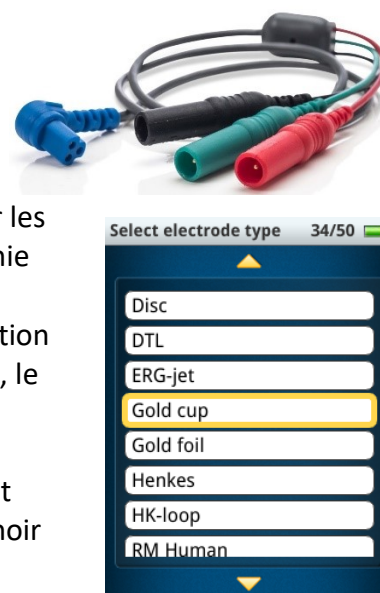 r les
nie
tion
, le
t
noir
Select electrode type 34/50
Disc
DTL
ERG-jet
Gold cup
Gold foil
Henkes
HK-loop
RM Human